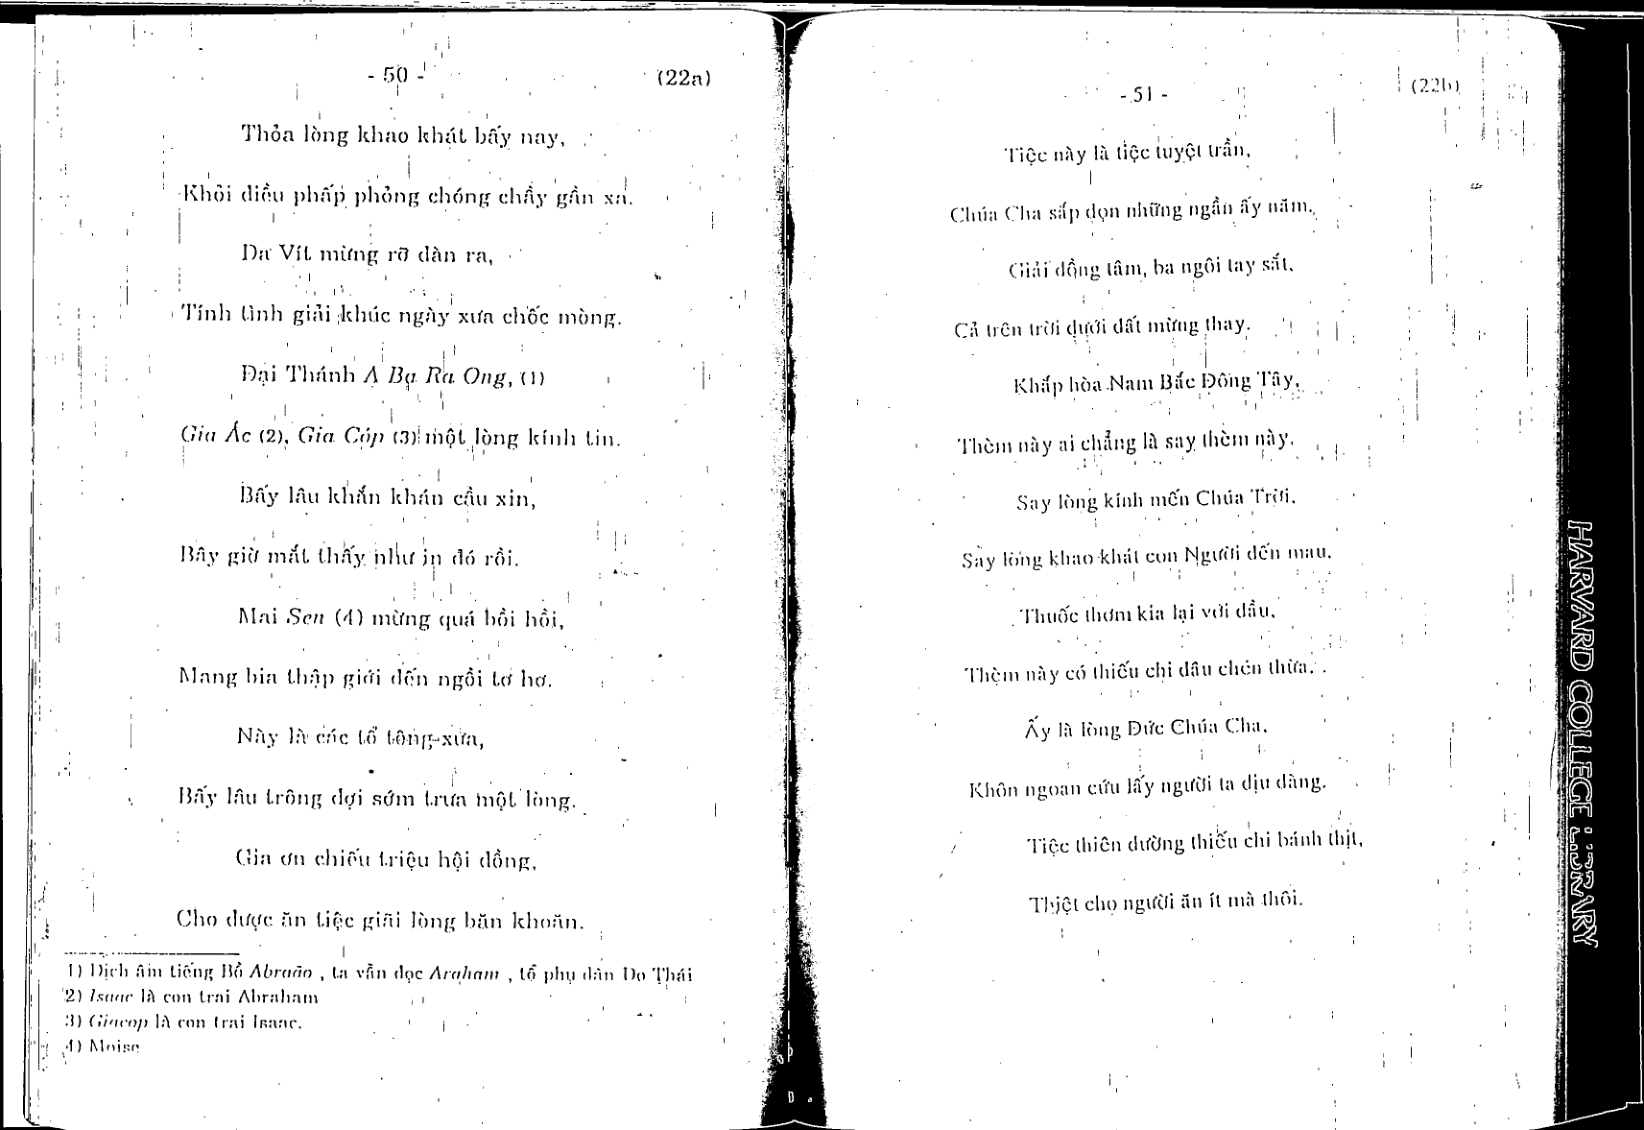 - 50 -
(22a)
Thỏa lòng khao khát bấy nay,
Khỏi điều phấp phỏng chóng chầy gần xa.
Da Vít mừng rỡ dàn ra,
Tính tình giải khúc ngày xưa chốc mòng.
Đại Thánh A Ba Ra Ong, (1)
Gia Ác (2), Gia Cóp (3) một lòng kính tin.
Bấy lâu khẩn khán cầu xin,
Bây giờ mắt thấy như in đó rồi.
Mai Sen (4) mừng quá bồi hồi,
Mang bia thập giới đến ngồi tơ hơ.
Này là các tổ tông xưa,
Bấy lâu trông đợi sớm trưa một lòng.
Gia ơn chiếu triệu hội đồng,
Cho được ăn tiệc giãi lòng băn khoăn.
1) Dịch âm tiếng Bồ Abraão , ta vẫn đọc Araham , tổ phụ dân Do Thái
2) Isaac là con trai Abraham
3) Giacop là con trai Isaac.
4) Moise
- 51 -
(22b)
Tiệc này là tiệc tuyệt trần,
Chúa Cha sắp dọn những ngần ấy năm.
Giải đồng tâm, ba ngôi tay sắt,
Cả trên trời dưới đất mừng thay.
Khắp hòa Nam Bắc Đông Tây,
Thèm này ai chẳng là say thèm này.
Say lòng kính mến Chúa Trời,
Say lòng khao khát con Người đến mau.
Thuốc thơm kia lại với dầu,
Thèm này có thiếu chi đâu chén thừa.
Ấy là lòng Đức Chúa Cha,
Khôn ngoan cứu lấy người ta dịu dàng.
Tiệc thiên đường thiếu chi bánh thịt,
Thiệt cho người ăn ít mà thôi.
HARVARD COLLEGE LIBRARY